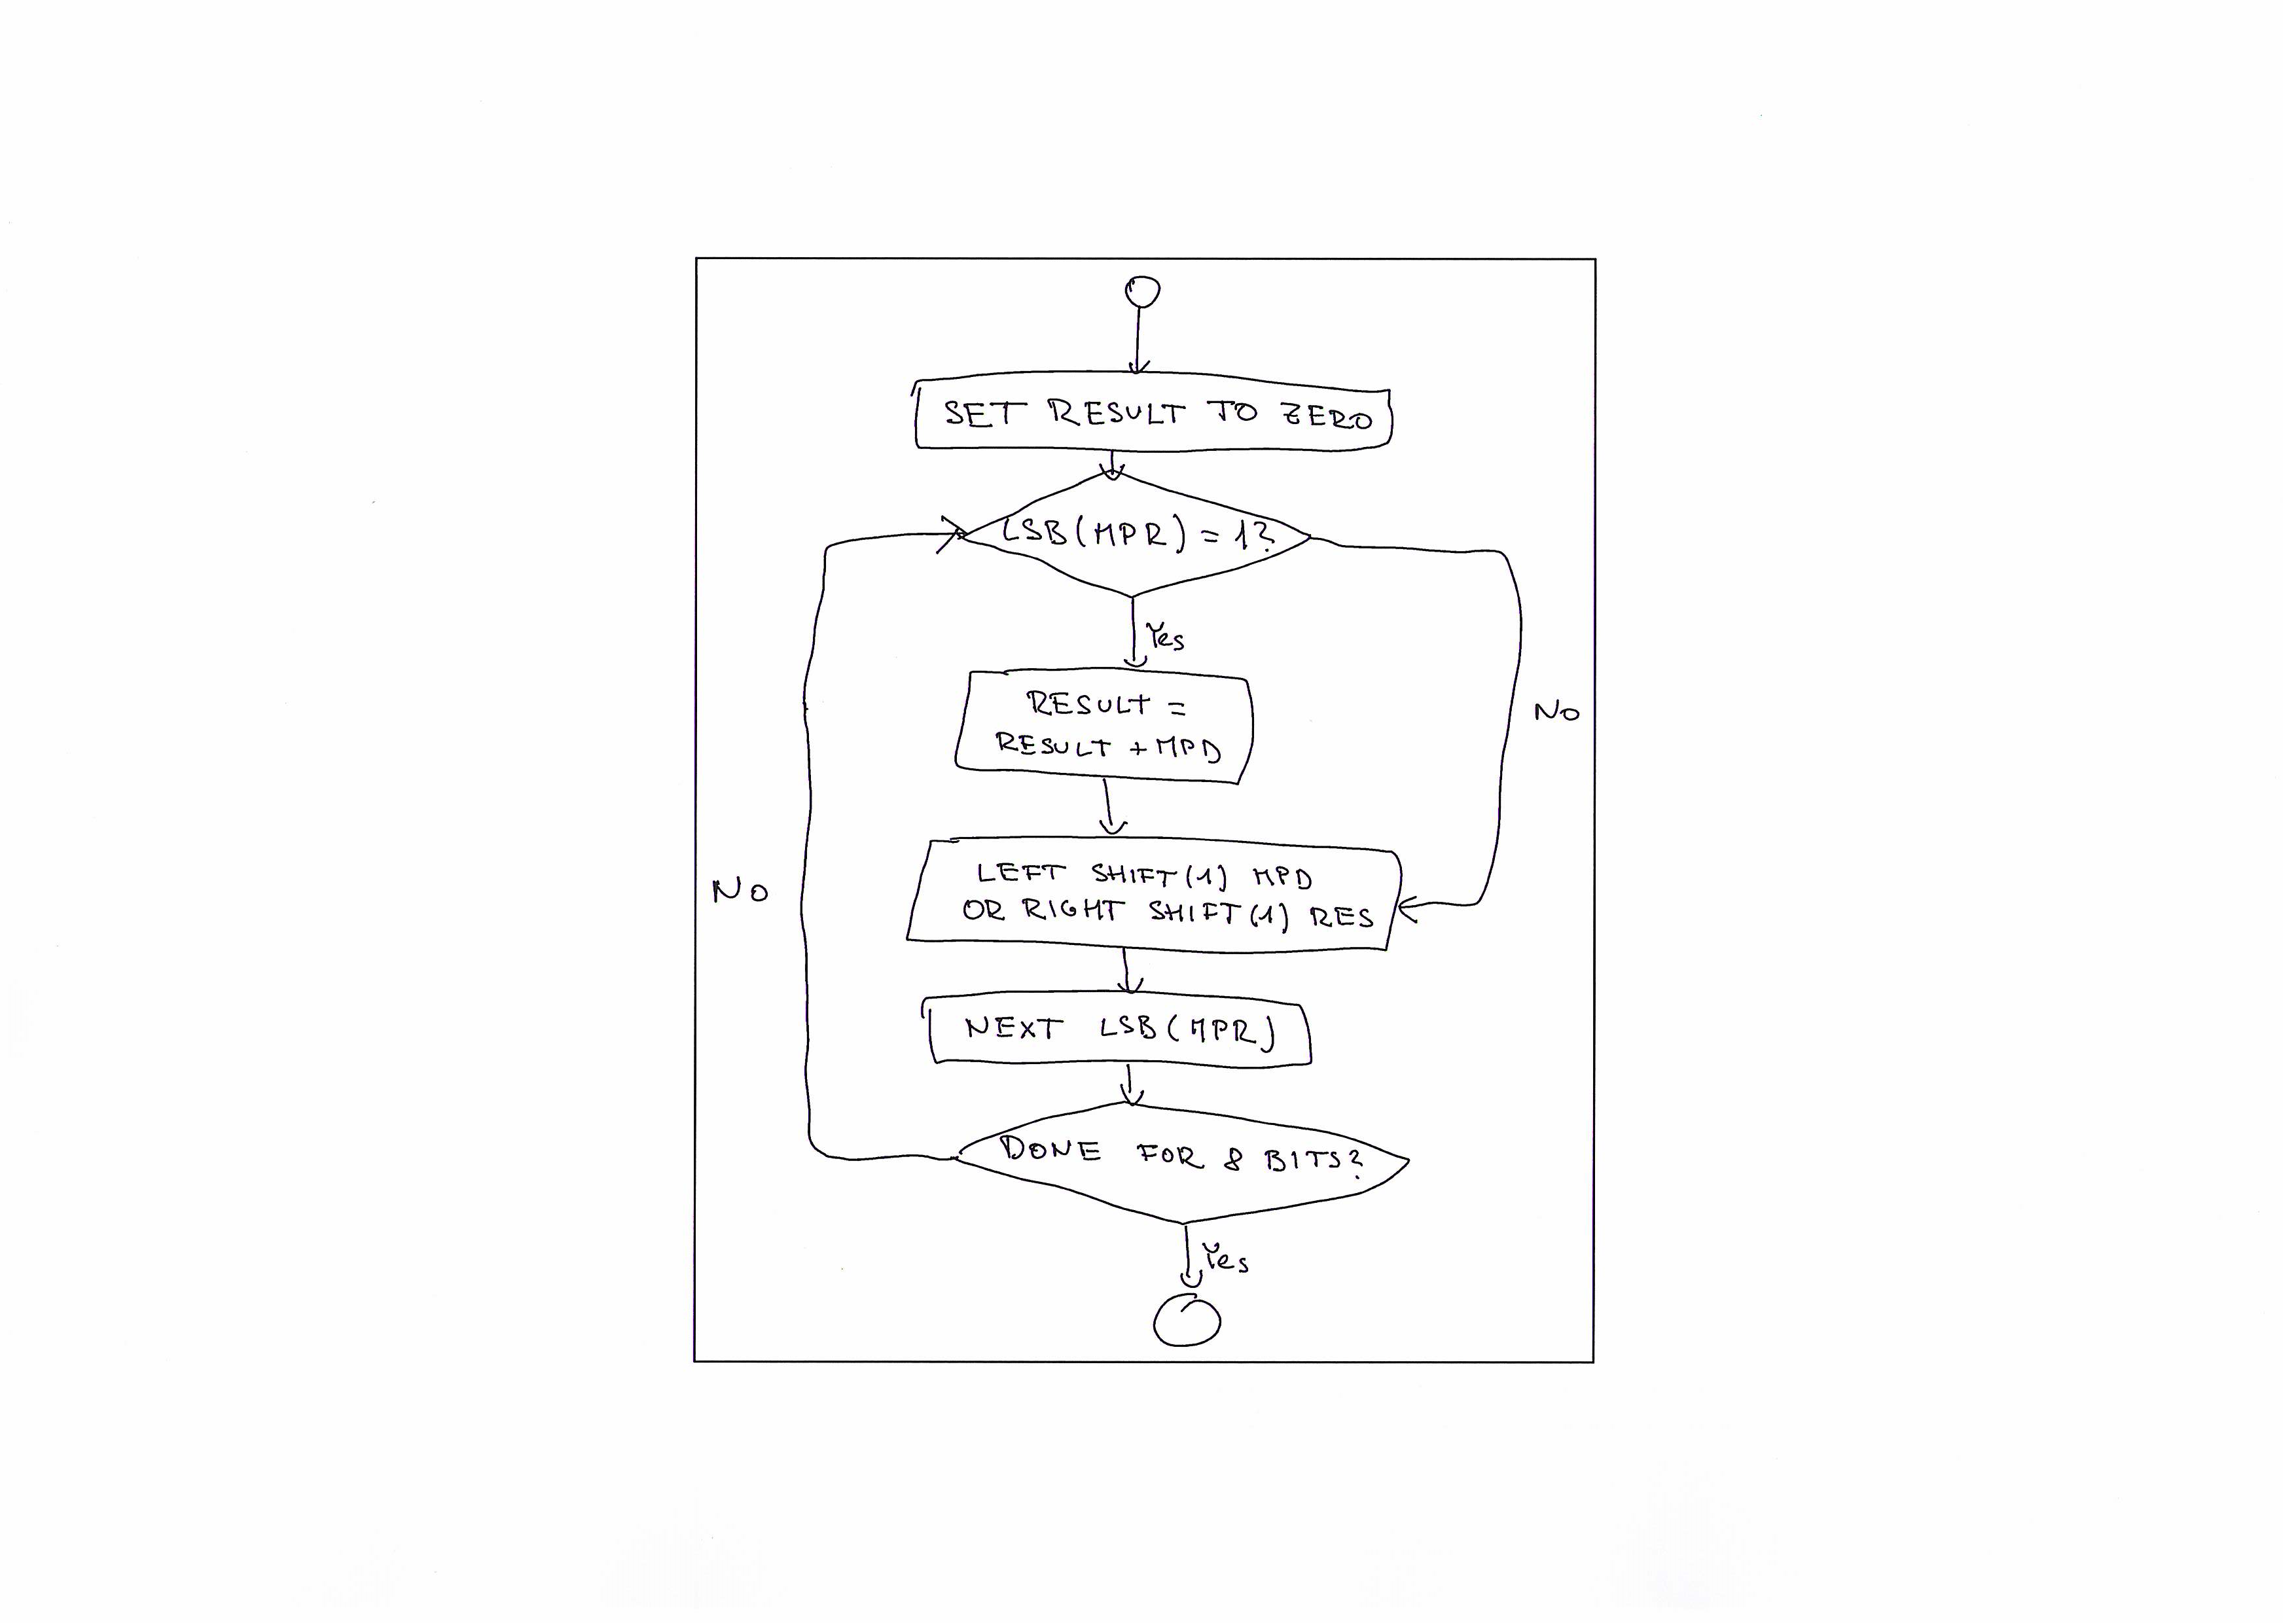 SET RESULT TO ZERO
LSB(MPR) = 1?
Yes
RESULT =
RESULT + MPD
No
LEFT SHIFT(1) MPD
OR RIGHT SHIFT(1) RES
No
NEXT LSB(MPR)
DONE FOR 8 BITS?
Yes